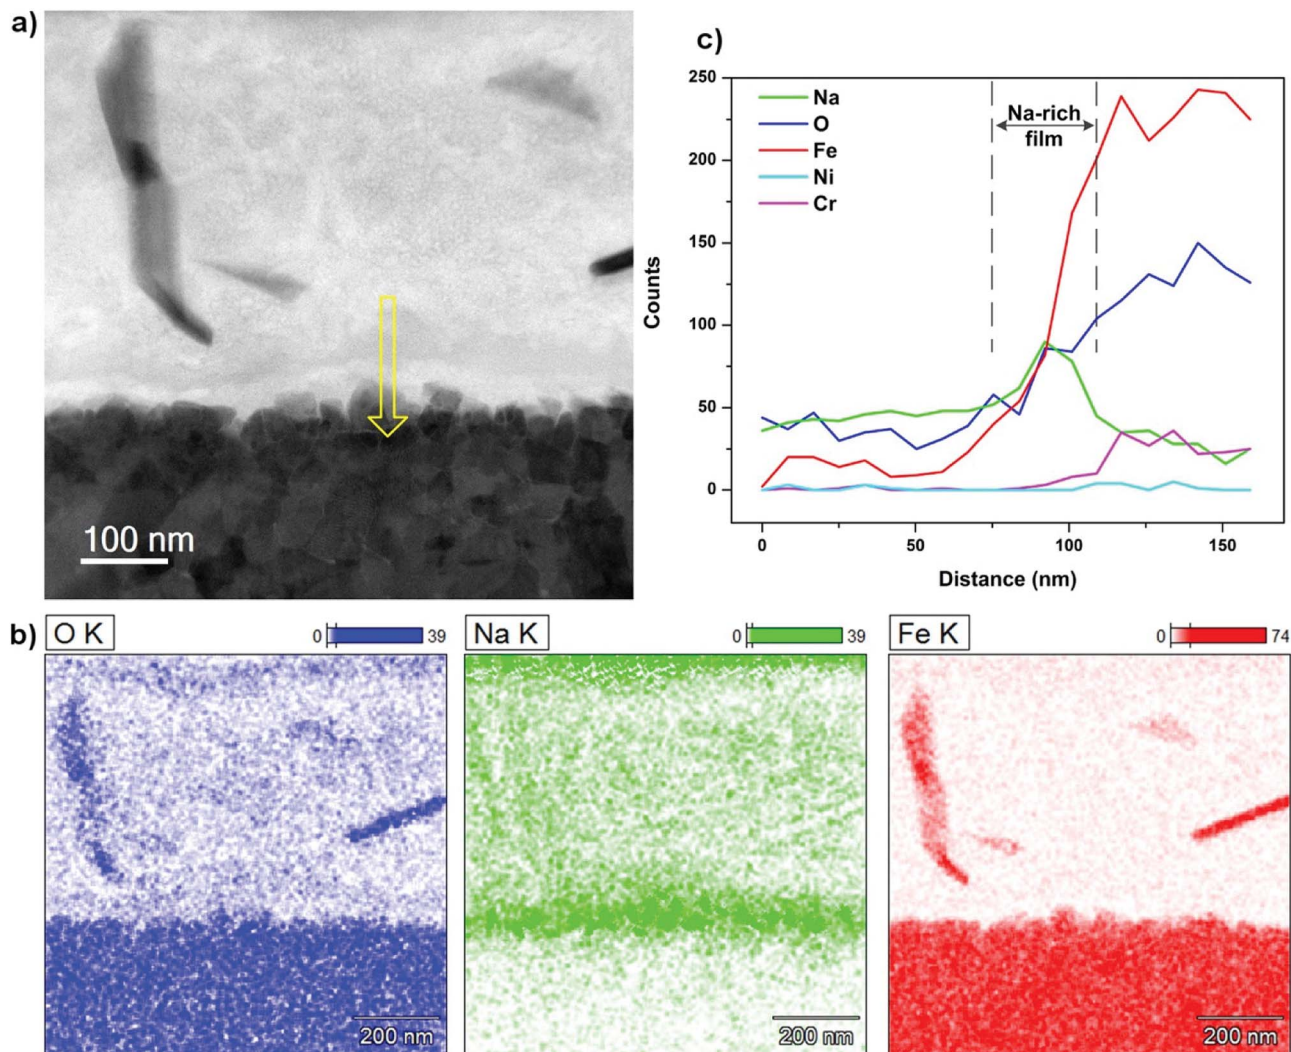 a)
100 nm
c)
250
200
150
100
50
0
Counts
Na
O
Fe
Ni
Cr
Na-rich
film
0
50
100
150
Distance (nm)
b)
O K
0
39
200 nm
Na K
0
39
200 nm
Fe K
0
74
200 nm